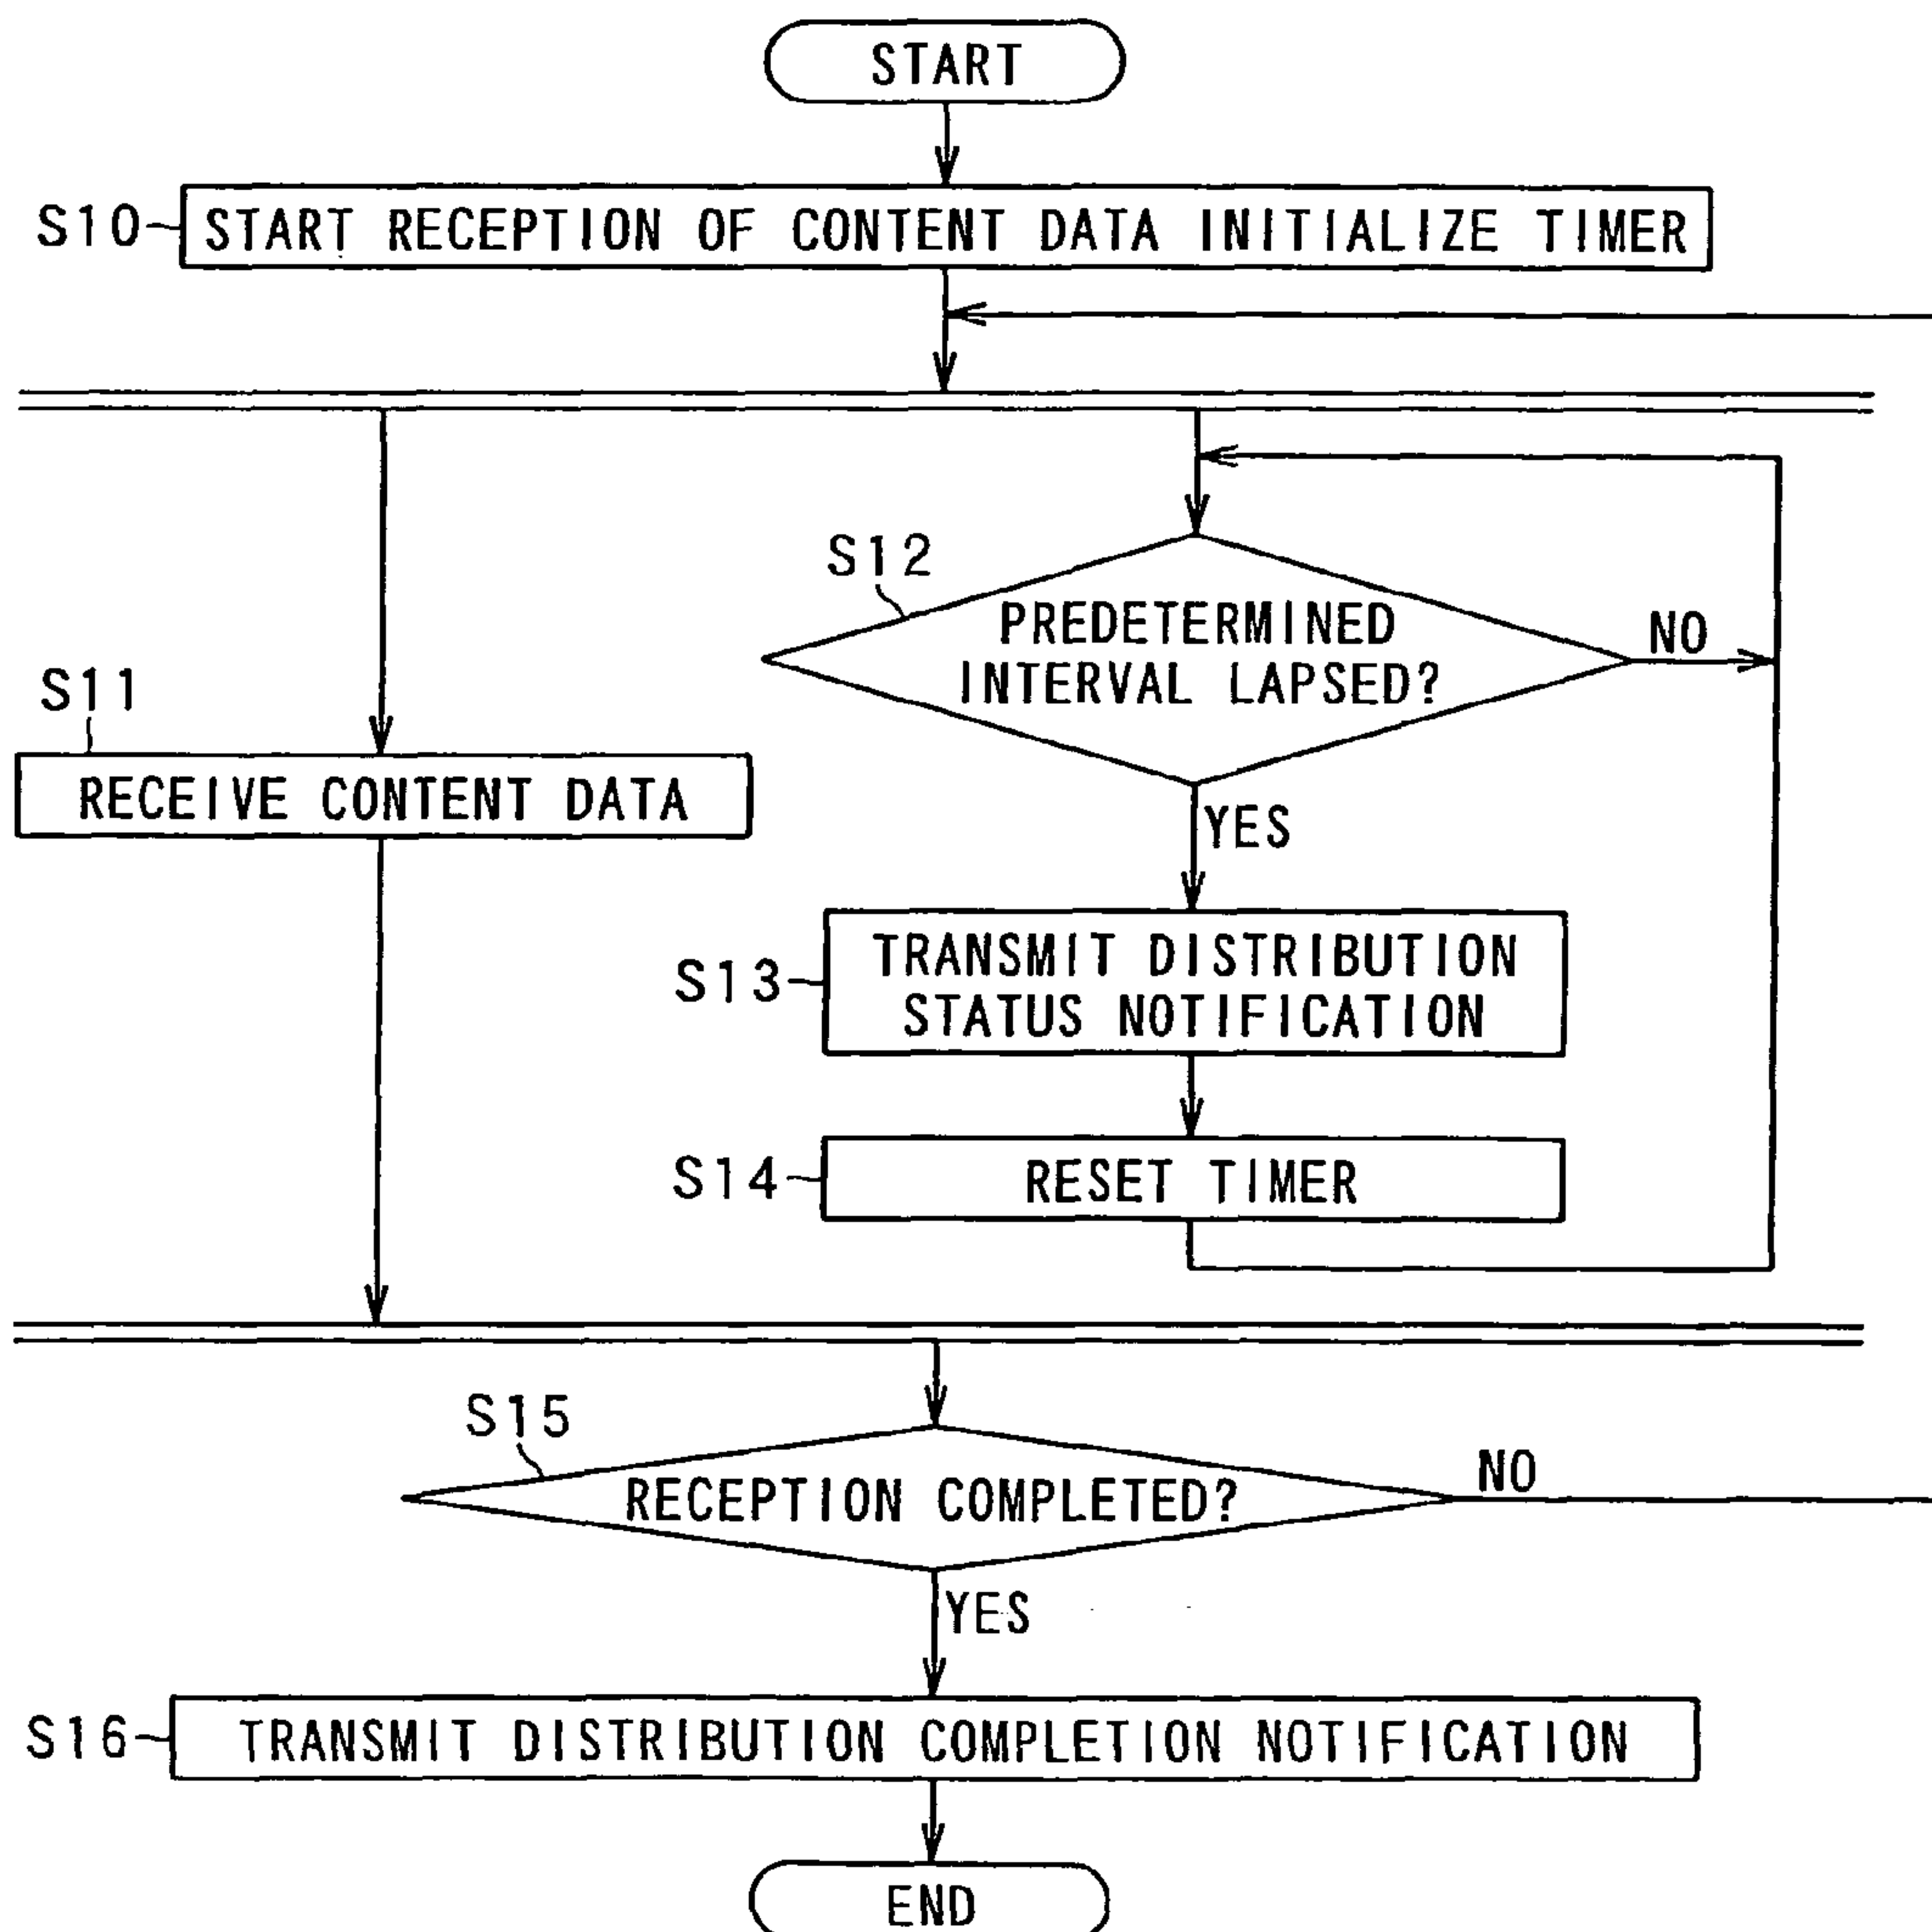 START
S10
START RECEPTION OF CONTENT DATA INITIALIZE TIMER
S12
PREDETERMINED
INTERVAL LAPSED?
NO
S11
RECEIVE CONTENT DATA
YES
S13
TRANSMIT DISTRIBUTION
STATUS NOTIFICATION
S14
RESET TIMER
S15
RECEPTION COMPLETED?
NO
YES
S16
TRANSMIT DISTRIBUTION COMPLETION NOTIFICATION
END